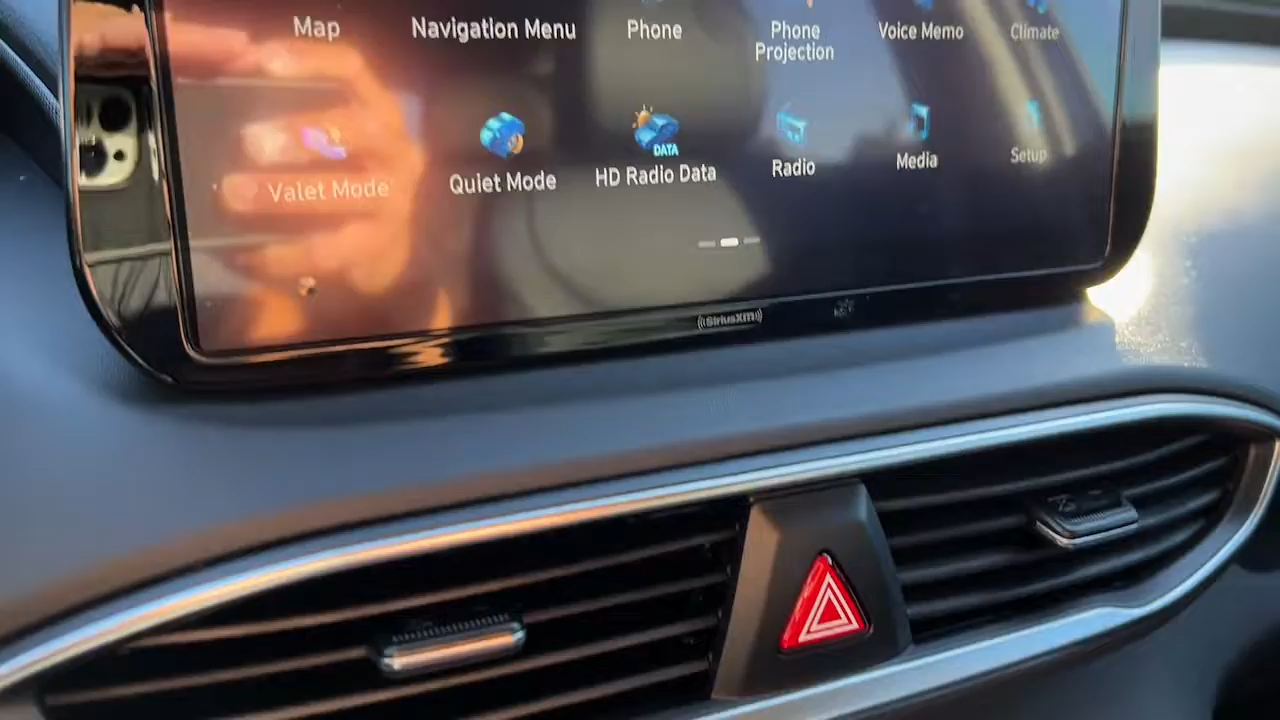 Map Navigation Menu Phone Phone Projection Voice Memo Climate
Valet Mode Quiet Mode HD Radio Data Radio Media Setup
DATA
SiriusXM